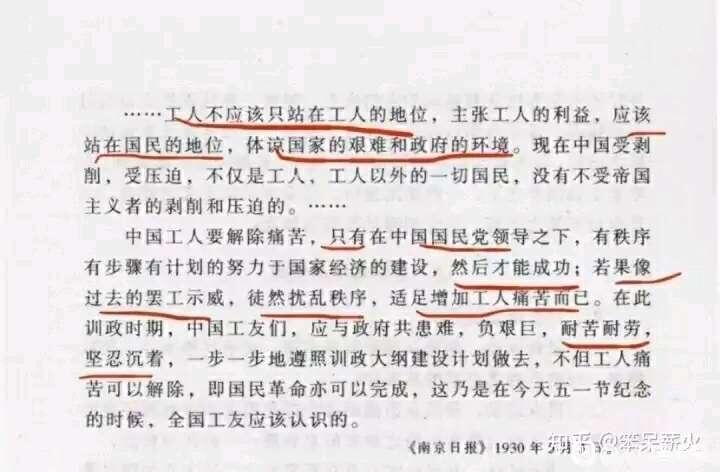 ……工人不应该只站在工人的地位，主张工人的利益，应该
站在国民的地位，体谅国家的艰难和政府的环境。现在中国受剥
削，受压迫，不仅是工人，工人以外的一切国民，没有不受帝国
主义者的剥削和压迫的。……
中国工人要解除痛苦，只有在中国国民党领导之下，有秩序
有步骤有计划的努力于国家经济的建设，然后才能成功；若果像
过去的罢工示威，徒然扰乱秩序，适足增加工人痛苦而已。在此
训政时期，中国工友们，应与政府共患难，负艰巨，耐苦耐劳，
坚忍沉着，一步一步地遵照训政大纲建设计划做去，不但工人痛
苦可以解除，即国民革命亦可以完成，这乃是在今天五一节纪念
的时候，全国工友应该认识的。
《南京日报》1930年5月
知乎 @笨呆薪火